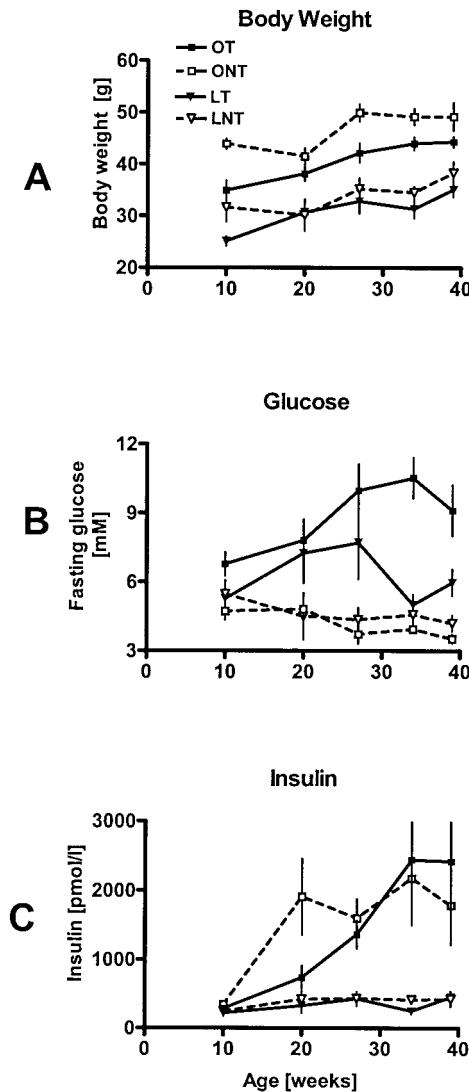 Body Weight
OT
ONT
LT
LNT
A
Body weight [g]
60
50
40
30
20
0 10 20 30 40
Glucose
B
Fasting glucose
[mM]
12
9
6
3
0 10 20 30 40
Insulin
C
Insulin [pmol/l]
3000
2000
1000
0
0 10 20 30 40
Age [weeks]